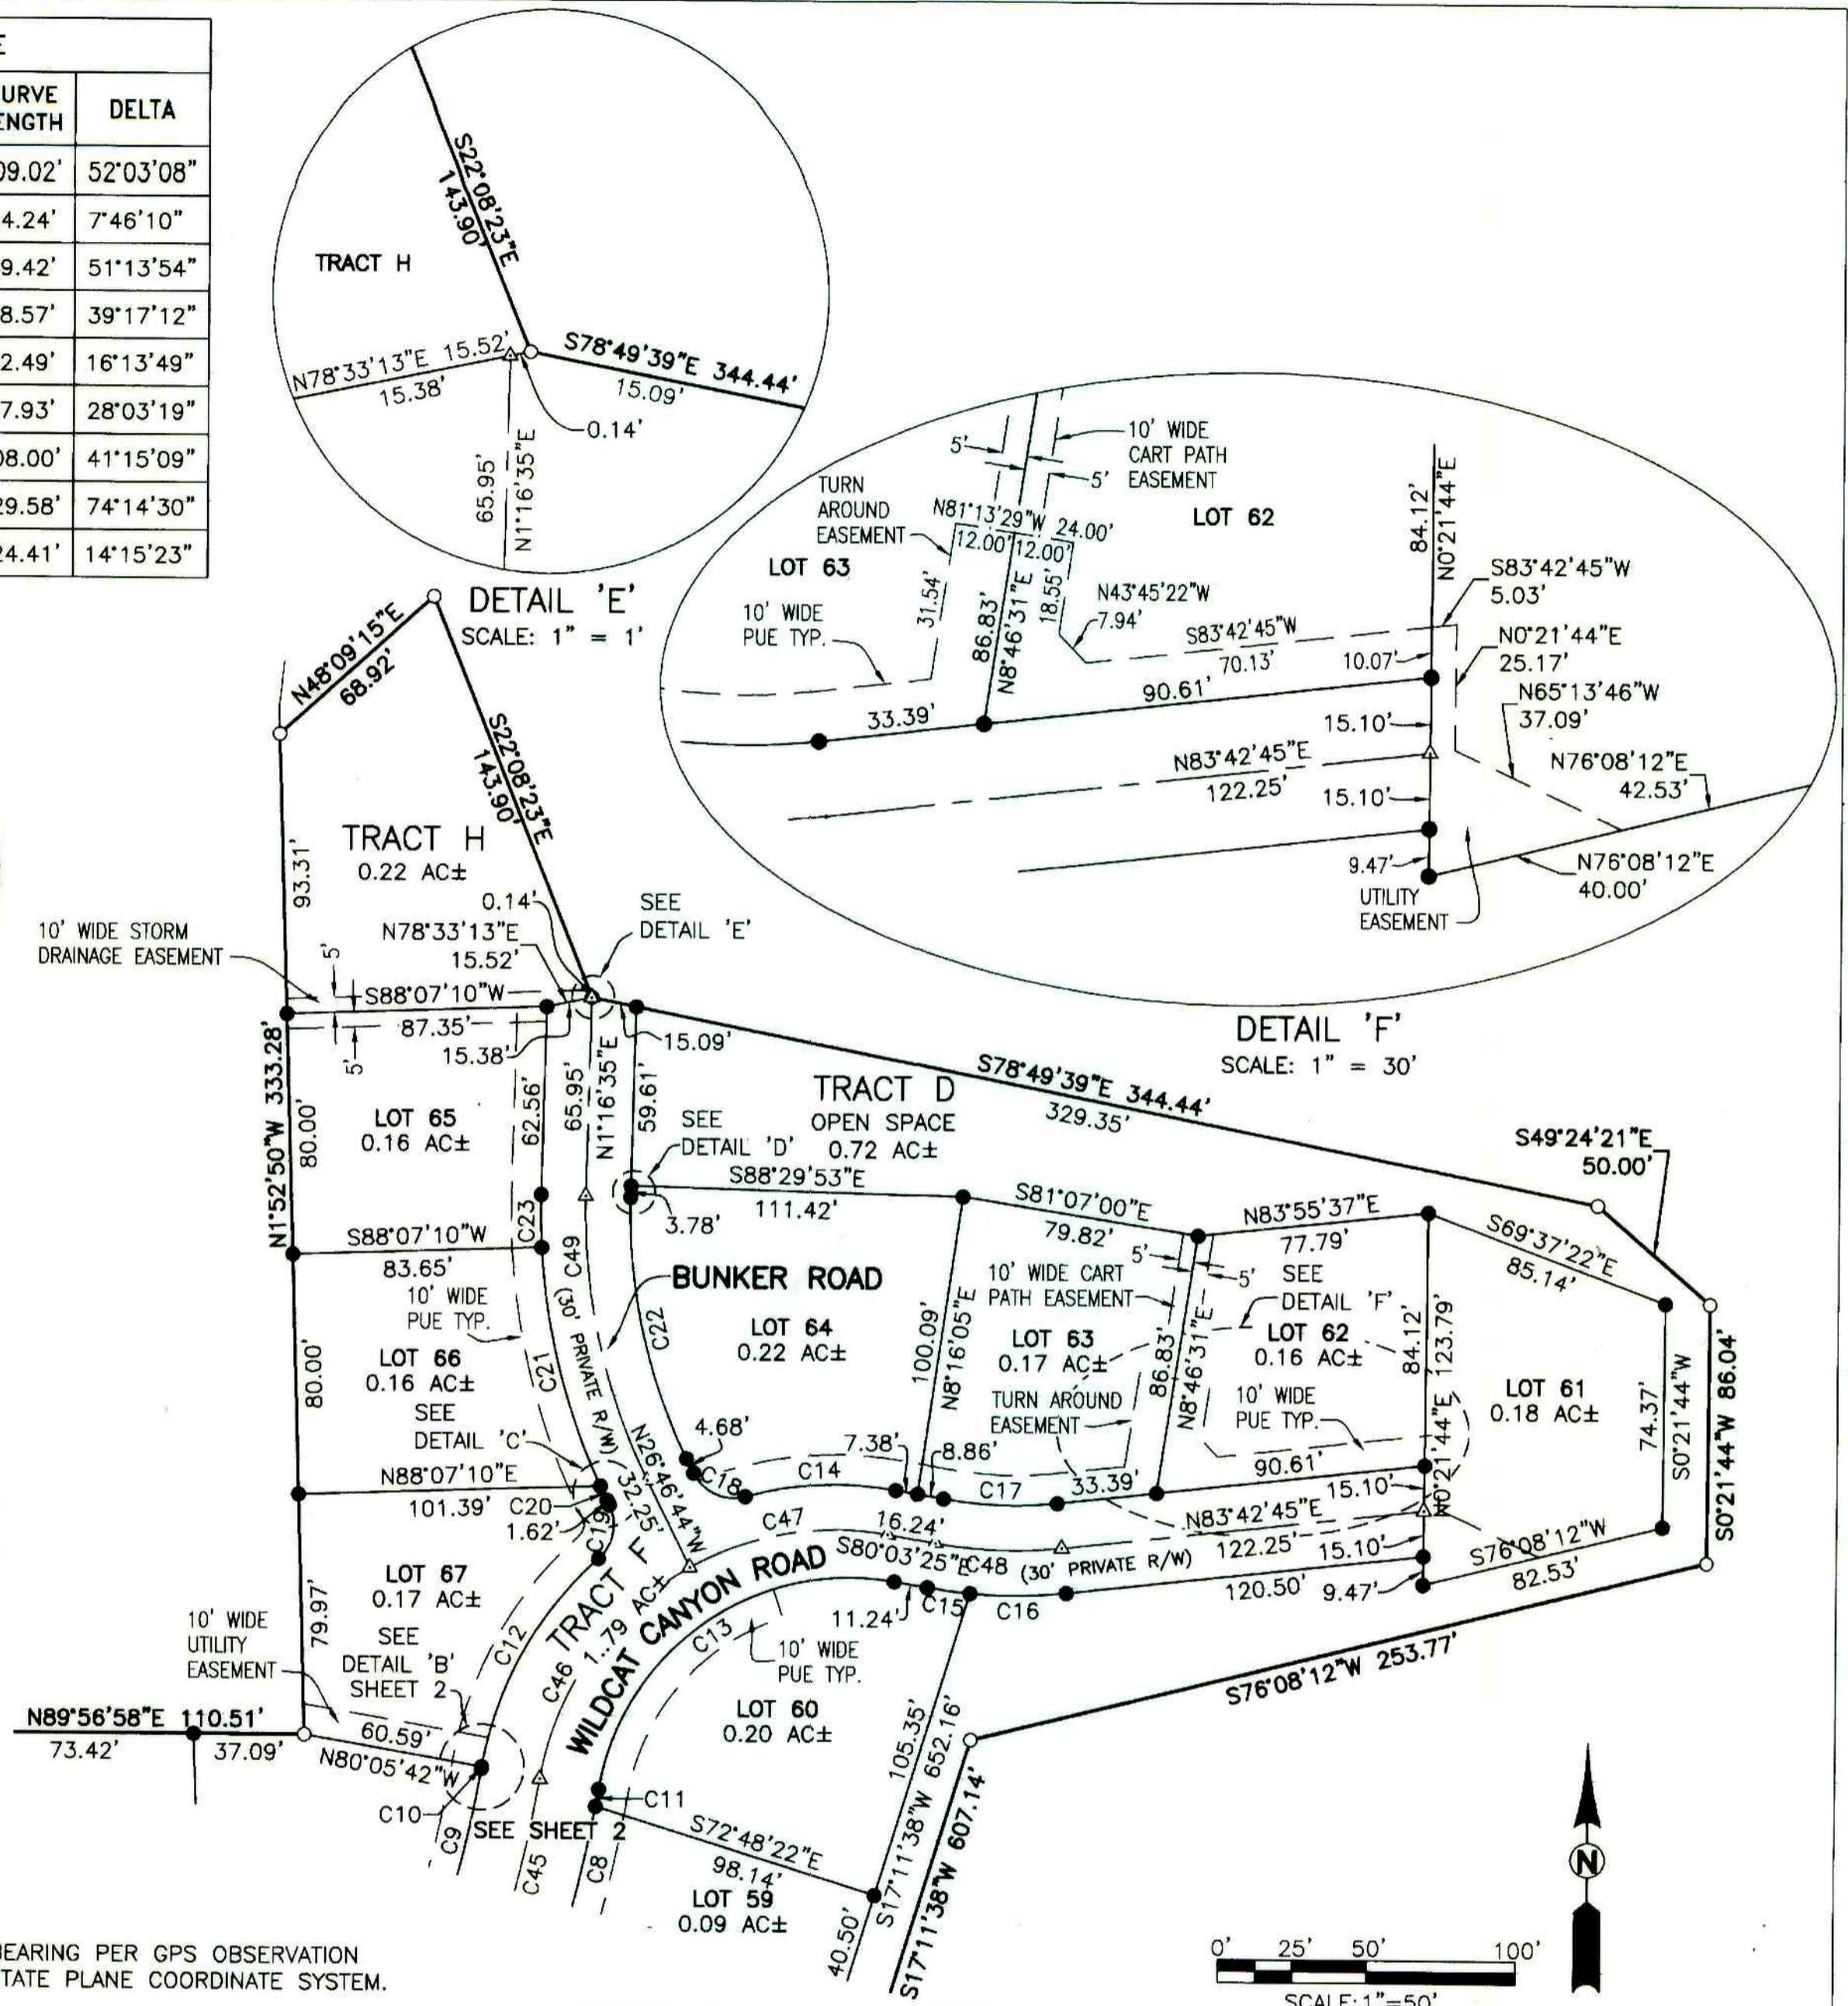 E
URVE
ENGTH
DELTA
09.02' 52°03'08"
4.24' 7°46'10"
9.42' 51°13'54"
8.57' 39°17'12"
2.49' 16°13'49"
7.93' 28°03'19"
08.00' 41°15'09"
29.58' 74°14'30"
24.41' 14°15'23"
S22°08'23"E
143.90'
TRACT H
N78°33'13"E 15.52'
15.38'
S78°49'39"E 344.44'
15.09'
0.14'
65.95'
N1°16'35"E
DETAIL 'E'
SCALE: 1" = 1'
5'
10' WIDE
CART PATH
EASEMENT
5'
TURN
AROUND
EASEMENT
N81°13'29"W 24.00'
12.00' 12.00'
LOT 62
LOT 63
84.12'
N0°21'44"E
S83°42'45"W
5.03'
31.54'
86.83'
N8°46'31"E
18.55'
N43°45'22"W
7.94'
10' WIDE
PUE TYP.
S83°42'45"W
70.13'
10.07'
N0°21'44"E
25.17'
90.61'
33.39'
N65°13'46"W
37.09'
15.10'
N83°42'45"E
122.25'
15.10'
N76°08'12"E
42.53'
9.47'
N76°08'12"E
40.00'
UTILITY
EASEMENT
DETAIL 'F'
SCALE: 1" = 30'
N48°09'15"E
68.92'
S22°08'23"E
143.90'
93.31'
TRACT H
0.22 AC±
0.14'
SEE
DETAIL 'E'
10' WIDE STORM
DRAINAGE EASEMENT
N78°33'13"E
15.52'
5'
S88°07'10"W
87.35'
5'
15.38'
15.09'
S78°49'39"E 344.44'
329.35'
N1°52'50"W 333.28'
80.00'
LOT 65
0.16 AC±
62.56'
65.95'
N1°16'35"E
59.61'
TRACT D
OPEN SPACE
0.72 AC±
SEE
DETAIL 'D'
S88°29'53"E
111.42'
3.78'
S81°07'00"E
79.82'
N83°55'37"E
77.79'
S49°24'21"E
50.00'
S69°37'22"E
85.14'
S88°07'10"W
83.65'
C23
C49
(30' PRIVATE R/W)
BUNKER ROAD
10' WIDE
PUE TYP.
C21
C22
LOT 66
0.16 AC±
80.00'
LOT 64
0.22 AC±
100.09'
N8°16'05"E
5'
5'
10' WIDE CART
PATH EASEMENT
LOT 63
0.17 AC±
TURN AROUND
EASEMENT
86.83'
N8°46'31"E
SEE
DETAIL 'F'
LOT 62
0.16 AC±
10' WIDE
PUE TYP.
84.12'
N0°21'44"E 123.79'
LOT 61
0.18 AC±
74.37'
S0°21'44"W
S0°21'44"W 86.04'
SEE
DETAIL 'C'
N88°07'10"E
101.39'
C20
1.62'
C19
32.25'
N26°46'44"W
4.68'
C18
C14
7.38'
8.86'
C17
33.39'
90.61'
15.10'
C47
16.24'
S80°03'25"E
C48
(30' PRIVATE R/W)
N83°42'45"E
122.25'
15.10'
S76°08'12"W
82.53'
120.50'
9.47'
LOT 67
0.17 AC±
79.97'
10' WIDE
UTILITY
EASEMENT
SEE
DETAIL 'B'
SHEET 2
C12
TRACT F
1..79 AC±
C46
WILDCAT CANYON ROAD
C13
11.24'
C15
C16
10' WIDE
PUE TYP.
LOT 60
0.20 AC±
105.35'
S17°11'38"W 652.16'
S76°08'12"W 253.77'
N89°56'58"E 110.51'
73.42'
37.09'
60.59'
N80°05'42"W
C10
C9
SEE SHEET 2
C45
C8
C11
S72°48'22"E
98.14'
LOT 59
0.09 AC±
40.50'
S17°11'38"W 607.14'
N
BEARING PER GPS OBSERVATION
TATE PLANE COORDINATE SYSTEM.
0' 25' 50' 100'
SCALE: 1"=50'